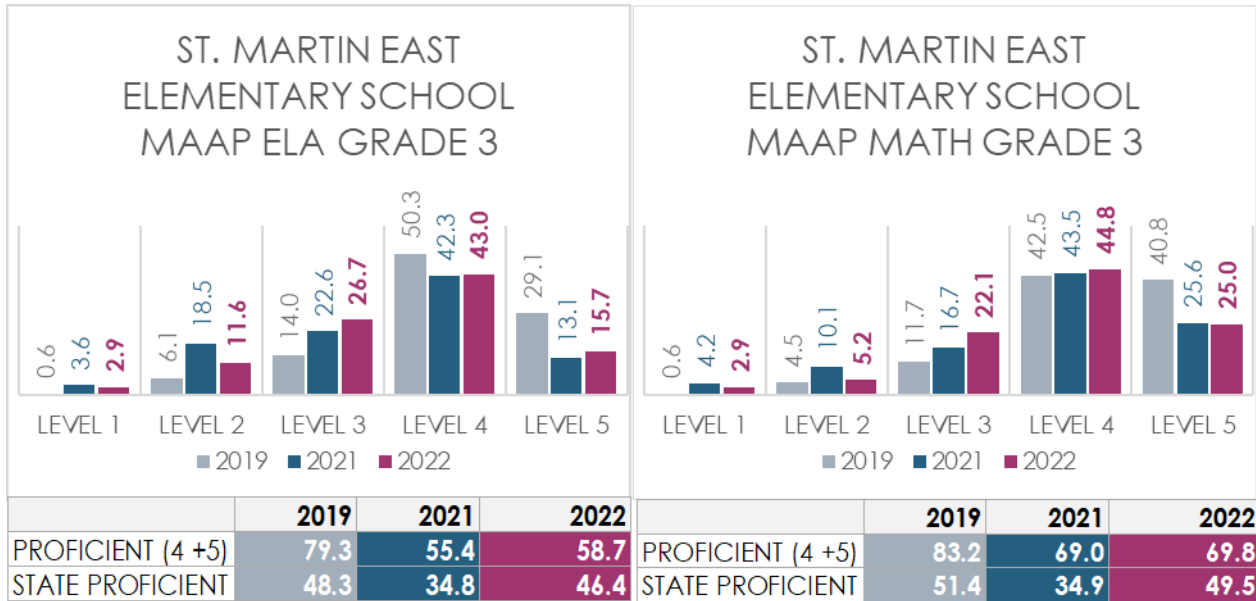 ST. MARTIN EAST
ELEMENTARY SCHOOL
MAAP ELA GRADE 3
0.6 3.6 2.9 6.1 18.5 11.6 14.0 22.6 26.7 50.3 42.3 43.0 29.1 13.1 15.7
LEVEL 1 LEVEL 2 LEVEL 3 LEVEL 4 LEVEL 5
2019 2021 2022
2019 2021 2022
PROFICIENT (4 +5) 79.3 55.4 58.7
STATE PROFICIENT 48.3 34.8 46.4
ST. MARTIN EAST
ELEMENTARY SCHOOL
MAAP MATH GRADE 3
0.6 4.2 2.9 4.5 10.1 5.2 11.7 16.7 22.1 42.5 43.5 44.8 40.8 25.6 25.0
LEVEL 1 LEVEL 2 LEVEL 3 LEVEL 4 LEVEL 5
2019 2021 2022
2019 2021 2022
PROFICIENT (4 +5) 83.2 69.0 69.8
STATE PROFICIENT 51.4 34.9 49.5